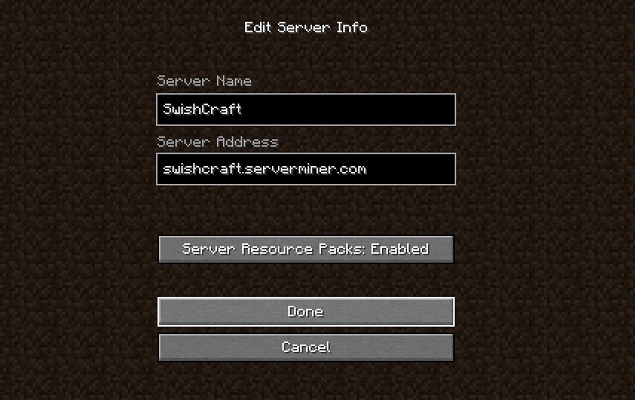 Edit Server Info
Server Name
SwishCraft
Server Address
swishcraft.serverminer.com
Server Resource Packs: Enabled
Done
Cancel